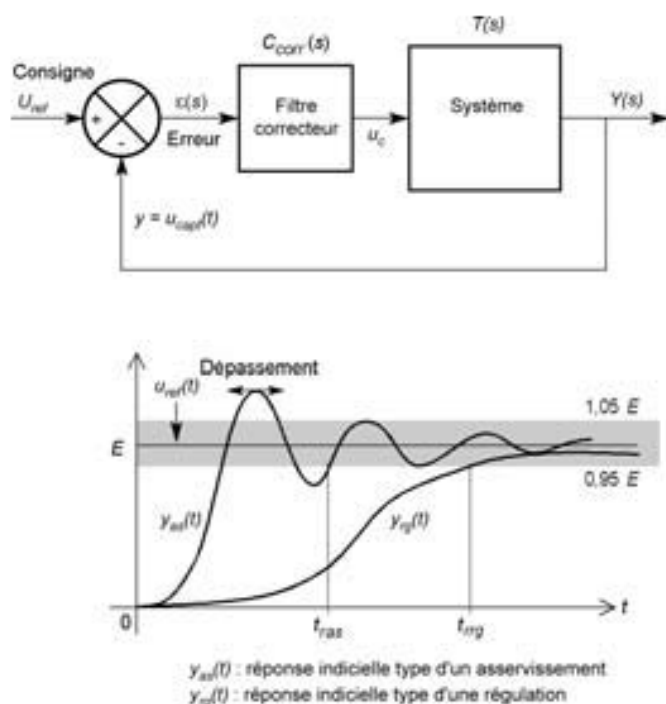 C_corr(s)
T(s)
Consigne
U_ref
+
-
ε(s)
Erreur
Filtre
correcteur
u_c
Système
Y(s)
y = u_capt(t)
Dépassement
u_ref(t)
1,05 E
E
0,95 E
y_as(t)
y_rg(t)
0
t_ras
t_rrg
t
y_as(t) : réponse indicielle type d'un asservissement
y_rg(t) : réponse indicielle type d'une régulation